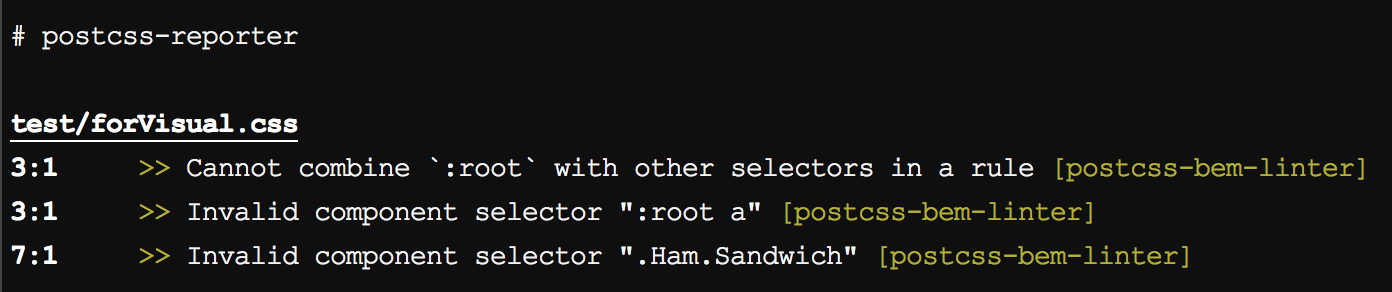 # postcss-reporter
test/forVisual.css
3:1 >> Cannot combine `:root` with other selectors in a rule [postcss-bem-linter]
3:1 >> Invalid component selector ":root a" [postcss-bem-linter]
7:1 >> Invalid component selector ".Ham.Sandwich" [postcss-bem-linter]